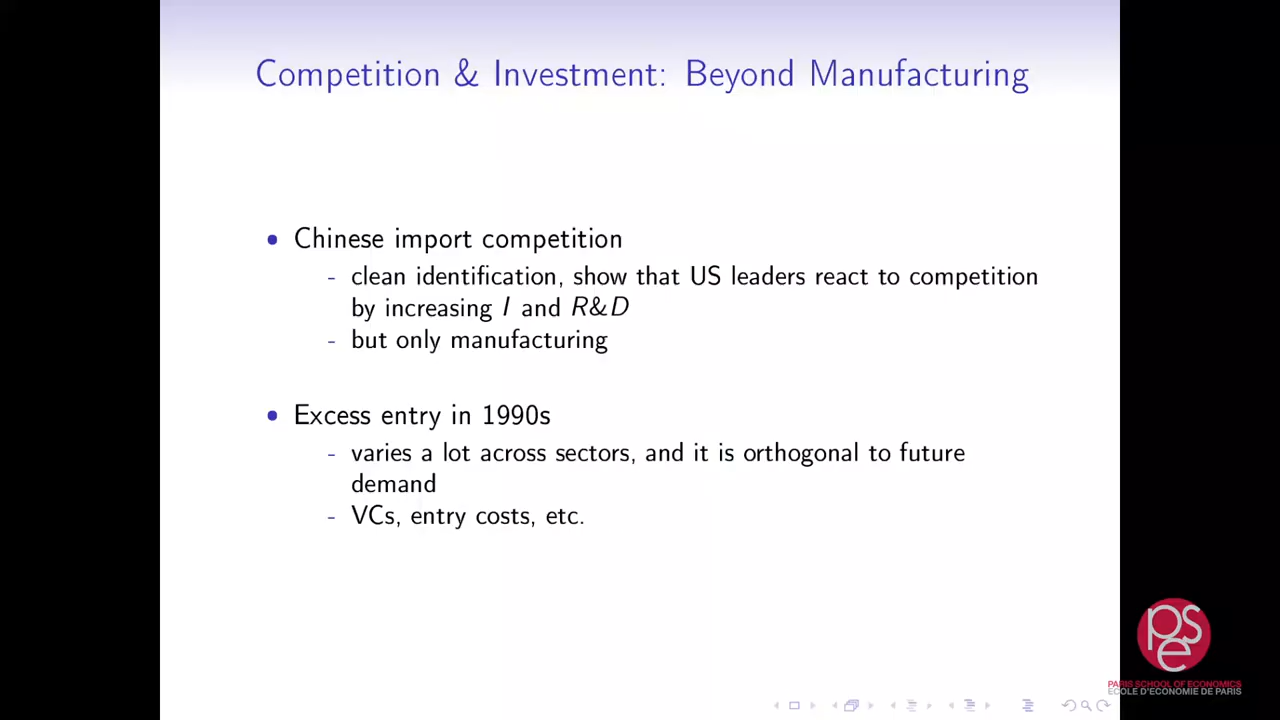 Competition & Investment: Beyond Manufacturing
• Chinese import competition
- clean identification, show that US leaders react to competition
by increasing I and R&D
- but only manufacturing
• Excess entry in 1990s
- varies a lot across sectors, and it is orthogonal to future
demand
- VCs, entry costs, etc.
pse
PARIS SCHOOL OF ECONOMICS
ECOLE D'ECONOMIE DE PARIS